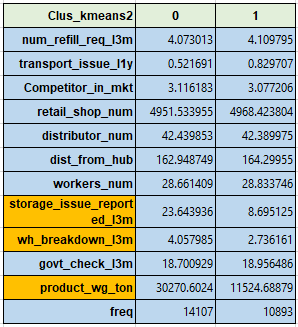 Clus_kmeans2 0 1
num_refill_req_l3m 4.073013 4.109795
transport_issue_l1y 0.521691 0.829707
Competitor_in_mkt 3.116183 3.077206
retail_shop_num 4951.533955 4968.423804
distributor_num 42.439853 42.389975
dist_from_hub 162.948749 164.29955
workers_num 28.661409 28.833746
storage_issue_report
ed_l3m 23.643936 8.695125
wh_breakdown_l3m 4.057985 2.736161
govt_check_l3m 18.700929 18.956486
product_wg_ton 30270.6024 11524.68879
freq 14107 10893